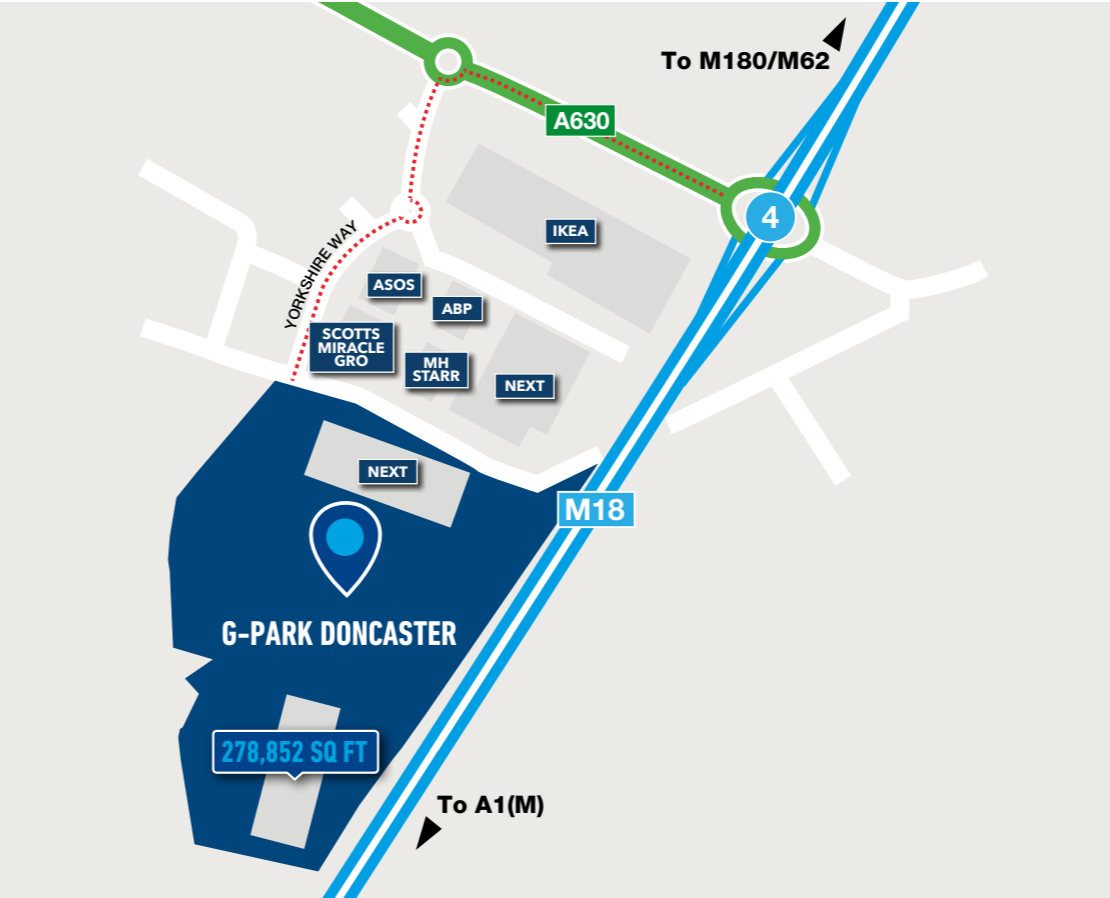 To M180/M62
A630
4
IKEA
YORKSHIRE WAY
ASOS
ABP
SCOTTS
MIRACLE
GRO
MH
STARR
NEXT
NEXT
M18
G-PARK DONCASTER
278,852 SQ FT
To A1(M)